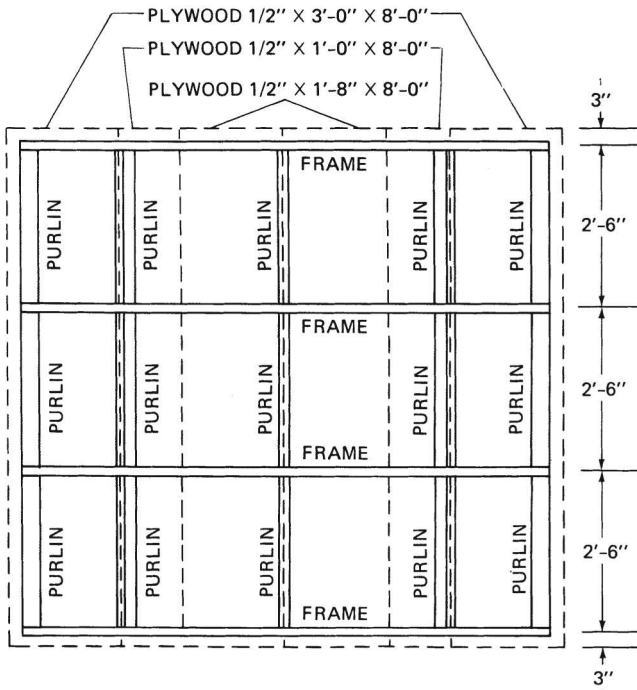 PLYWOOD 1/2" X 3'-0" X 8'-0"
PLYWOOD 1/2" X 1'-0" X 8'-0"
PLYWOOD 1/2" X 1'-8" X 8'-0"
3"
FRAME
PURLIN PURLIN PURLIN PURLIN PURLIN
2'-6"
FRAME
PURLIN PURLIN PURLIN PURLIN PURLIN
2'-6"
FRAME
PURLIN PURLIN PURLIN PURLIN PURLIN
2'-6"
FRAME
3"